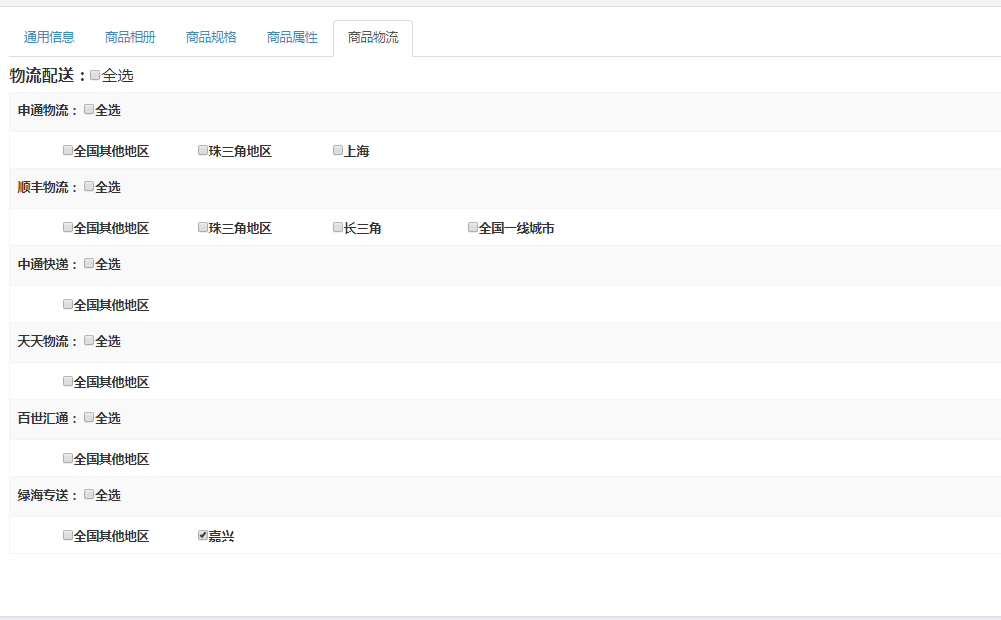 通用信息 商品相册 商品规格 商品属性 商品物流
物流配送：全选
申通物流：全选
全国其他地区 珠三角地区 上海
顺丰物流：全选
全国其他地区 珠三角地区 长三角 全国一线城市
中通快递：全选
全国其他地区
天天物流：全选
全国其他地区
百世汇通：全选
全国其他地区
绿海专送：全选
全国其他地区 嘉兴